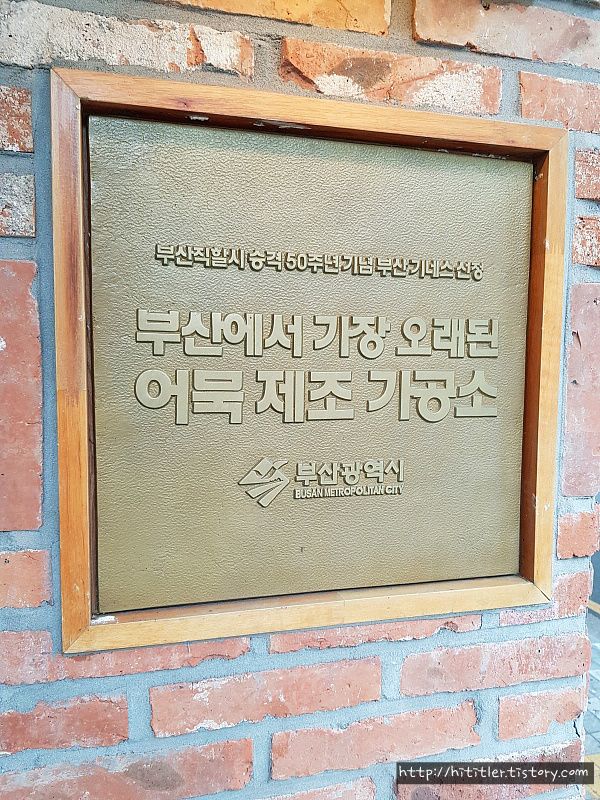 부산직할시 승격 50주년기념 부산 기네스 선정
부산에서 가장 오래된
어묵 제조 가공소
부산광역시
BUSAN METROPOLITAN CITY
http://hititler.tistory.com